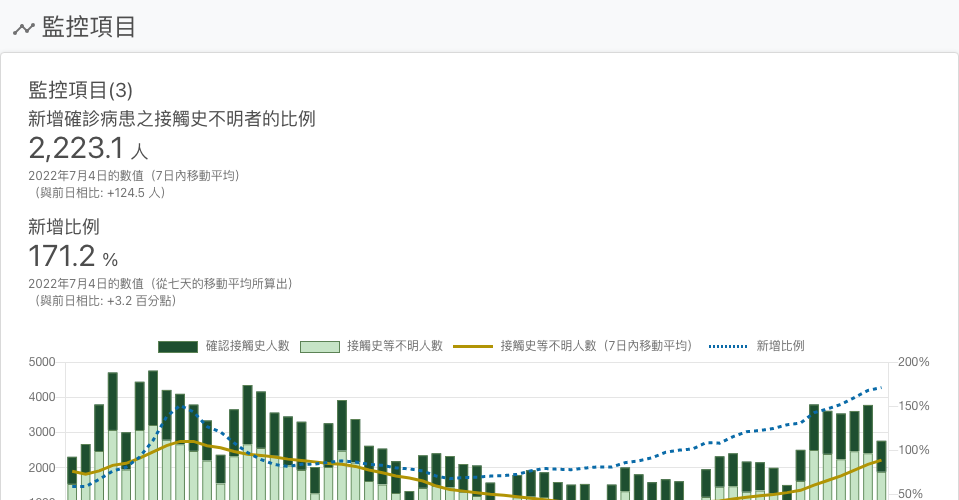 監控項目
監控項目(3)
新增確診病患之接觸史不明者的比例
2,223.1 人
2022年7月4日的數值（7日內移動平均）
（與前日相比: +124.5 人）
新增比例
171.2 %
2022年7月4日的數值（從七天的移動平均所算出）
（與前日相比: +3.2 百分點）
確認接觸史人數 接觸史等不明人數 接觸史等不明人數（7日內移動平均） 新增比例
5000 200%
4000 150%
3000 100%
2000 50%